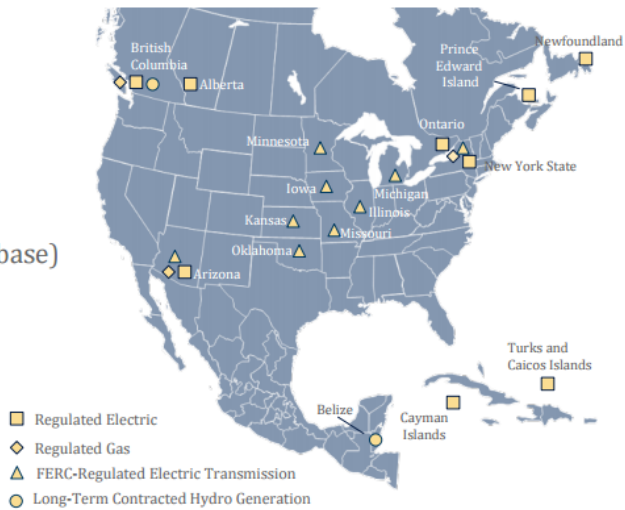 Newfoundland
Prince
Edward
Island
British
Columbia
Alberta
Ontario
Minnesota
New York State
Iowa
Michigan
Illinois
Kansas
Missouri
Oklahoma
base)
Arizona
Turks and
Caicos Islands
Belize
Cayman
Islands
Regulated Electric
Regulated Gas
FERC-Regulated Electric Transmission
Long-Term Contracted Hydro Generation